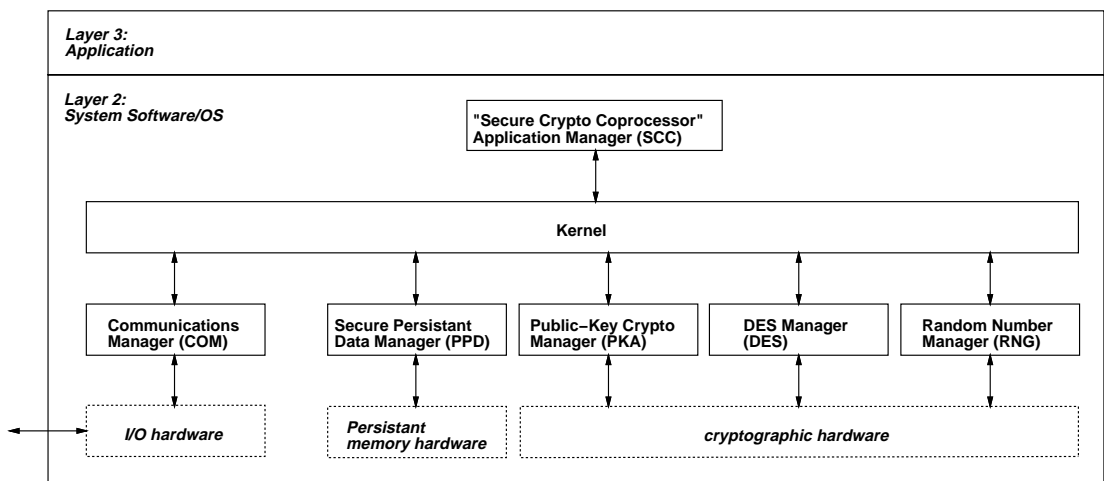 Layer 3:
Application
Layer 2:
System Software/OS
"Secure Crypto Coprocessor"
Application Manager (SCC)
Kernel
Communications
Manager (COM)
Secure Persistant
Data Manager (PPD)
Public−Key Crypto
Manager (PKA)
DES Manager
(DES)
Random Number
Manager (RNG)
I/O hardware
Persistant
memory hardware
cryptographic hardware